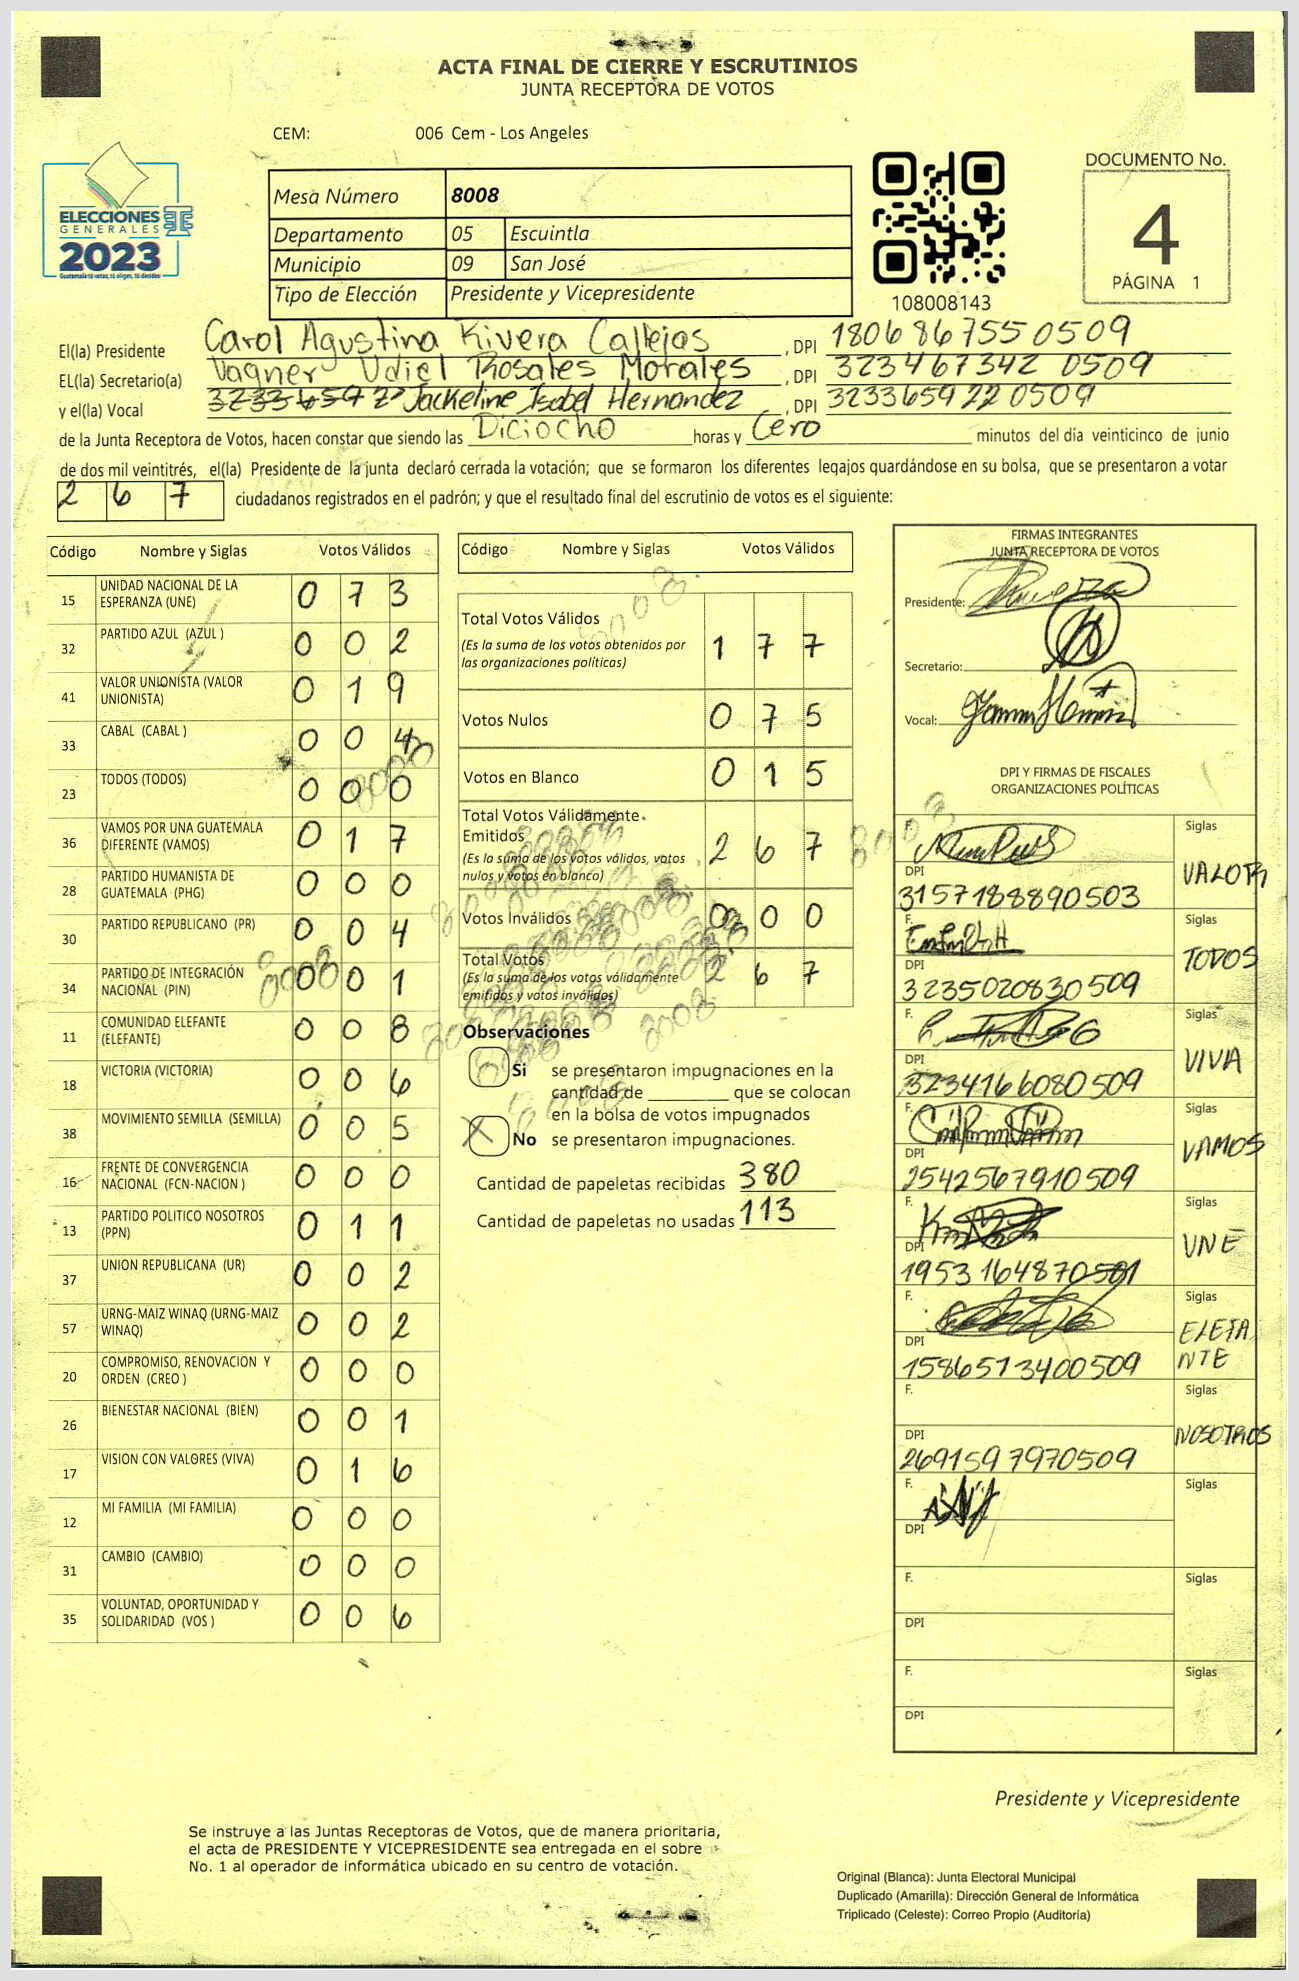 ACTA FINAL DE CIERRE Y ESCRUTINIOS
JUNTA RECEPTORA DE VOTOS
CEM: 006 Cem - Los Angeles
ELECCIONES
GENERALES
2023
Mesa Número 8008
Departamento 05 Escuintla
Municipio 09 San José
Tipo de Elección Presidente y Vicepresidente
108008143
DOCUMENTO No.
4
PÁGINA 1
El(la) Presidente Carol Agustina Rivera Callejos, DPI 1806867550509
EL(la) Secretario(a) Vagner Udiel Rosales Morales, DPI 323467342 0509
y el(la) Vocal Jackeline Isabel Hernandez, DPI 3233659220509
de la Junta Receptora de Votos, hacen constar que siendo las Diciocho horas y Cero minutos del día veinticinco de junio
de dos mil veintitrés, el(la) Presidente de la junta declaró cerrada la votación; que se formaron los diferentes legajos guardándose en su bolsa, que se presentaron a votar
2 6 7 ciudadanos registrados en el padrón; y que el resultado final del escrutinio de votos es el siguiente:
Código Nombre y Siglas Votos Válidos
15 UNIDAD NACIONAL DE LA ESPERANZA (UNE) 0 7 3
32 PARTIDO AZUL (AZUL ) 0 0 2
41 VALOR UNIONISTA (VALOR UNIONISTA) 0 1 9
33 CABAL (CABAL ) 0 0 4
23 TODOS (TODOS) 0 0 0
36 VAMOS POR UNA GUATEMALA DIFERENTE (VAMOS) 0 1 7
28 PARTIDO HUMANISTA DE GUATEMALA (PHG) 0 0 0
30 PARTIDO REPUBLICANO (PR) 0 0 4
34 PARTIDO DE INTEGRACIÓN NACIONAL (PIN) 0 0 1
11 COMUNIDAD ELEFANTE (ELEFANTE) 0 0 8
18 VICTORIA (VICTORIA) 0 0 6
38 MOVIMIENTO SEMILLA (SEMILLA) 0 0 5
16 FRENTE DE CONVERGENCIA NACIONAL (FCN-NACION ) 0 0 0
13 PARTIDO POLITICO NOSOTROS (PPN) 0 1 1
37 UNION REPUBLICANA (UR) 0 0 2
57 URNG-MAIZ WINAQ (URNG-MAIZ WINAQ) 0 0 2
20 COMPROMISO, RENOVACION Y ORDEN (CREO ) 0 0 0
26 BIENESTAR NACIONAL (BIEN) 0 0 1
17 VISION CON VALORES (VIVA) 0 1 6
12 MI FAMILIA (MI FAMILIA) 0 0 0
31 CAMBIO (CAMBIO) 0 0 0
35 VOLUNTAD, OPORTUNIDAD Y SOLIDARIDAD (VOS ) 0 0 6
Código Nombre y Siglas Votos Válidos
Total Votos Válidos
(Es la suma de los votos obtenidos por
las organizaciones políticas) 1 7 7
Votos Nulos 0 7 5
Votos en Blanco 0 1 5
Total Votos Válidamente
Emitidos
(Es la suma de los votos válidos, votos
nulos y votos en blanco) 2 6 7
Votos Inválidos 0 0 0
Total Votos
(Es la suma de los votos válidamente
emitidos y votos inválidos) 2 6 7
Observaciones
Si se presentaron impugnaciones en la
cantidad de ________ que se colocan
en la bolsa de votos impugnados
X No se presentaron impugnaciones.
Cantidad de papeletas recibidas 380
Cantidad de papeletas no usadas 113
FIRMAS INTEGRANTES
JUNTA RECEPTORA DE VOTOS
Presidente:
Secretario:
Vocal:
DPI Y FIRMAS DE FISCALES
ORGANIZACIONES POLÍTICAS
F. Siglas VALOR
DPI 3157188890503
F. Siglas TODOS
DPI 3235020830509
F. Siglas VIVA
DPI 3234166080509
F. Siglas VAMOS
DPI 2542567910509
F. Siglas UNE
DPI 1953164870501
F. Siglas ELEFA
NTE
DPI 1586513400509
F. Siglas NOSOTROS
DPI 2691597970509
F. Siglas
DPI
F. Siglas
DPI
F. Siglas
DPI
Presidente y Vicepresidente
Se instruye a las Juntas Receptoras de Votos, que de manera prioritaria,
el acta de PRESIDENTE Y VICEPRESIDENTE sea entregada en el sobre
No. 1 al operador de informática ubicado en su centro de votación.
Original (Blanca): Junta Electoral Municipal
Duplicado (Amarilla): Dirección General de Informática
Triplicado (Celeste): Correo Propio (Auditoría)